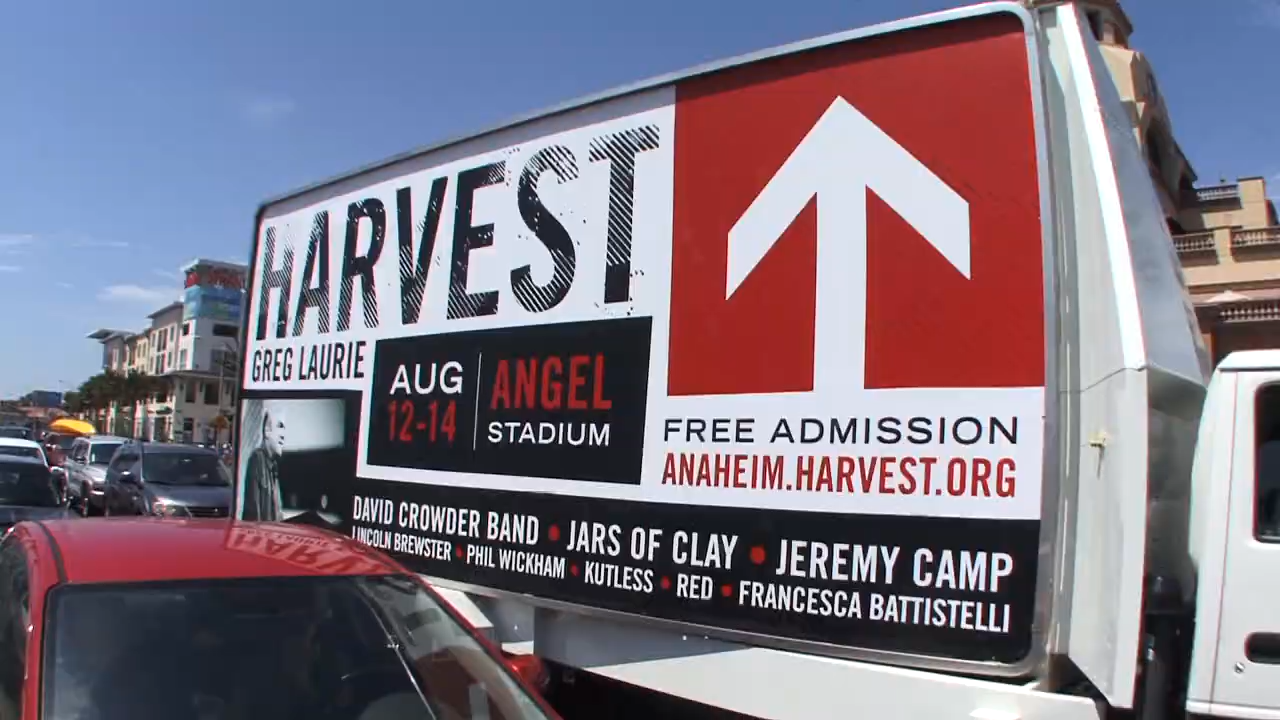 HARVEST
GREG LAURIE
AUG
12-14
ANGEL
STADIUM
FREE ADMISSION
ANAHEIM.HARVEST.ORG
DAVID CROWDER BAND • JARS OF CLAY • JEREMY CAMP
LINCOLN BREWSTER • PHIL WICKHAM • KUTLESS • RED • FRANCESCA BATTISTELLI